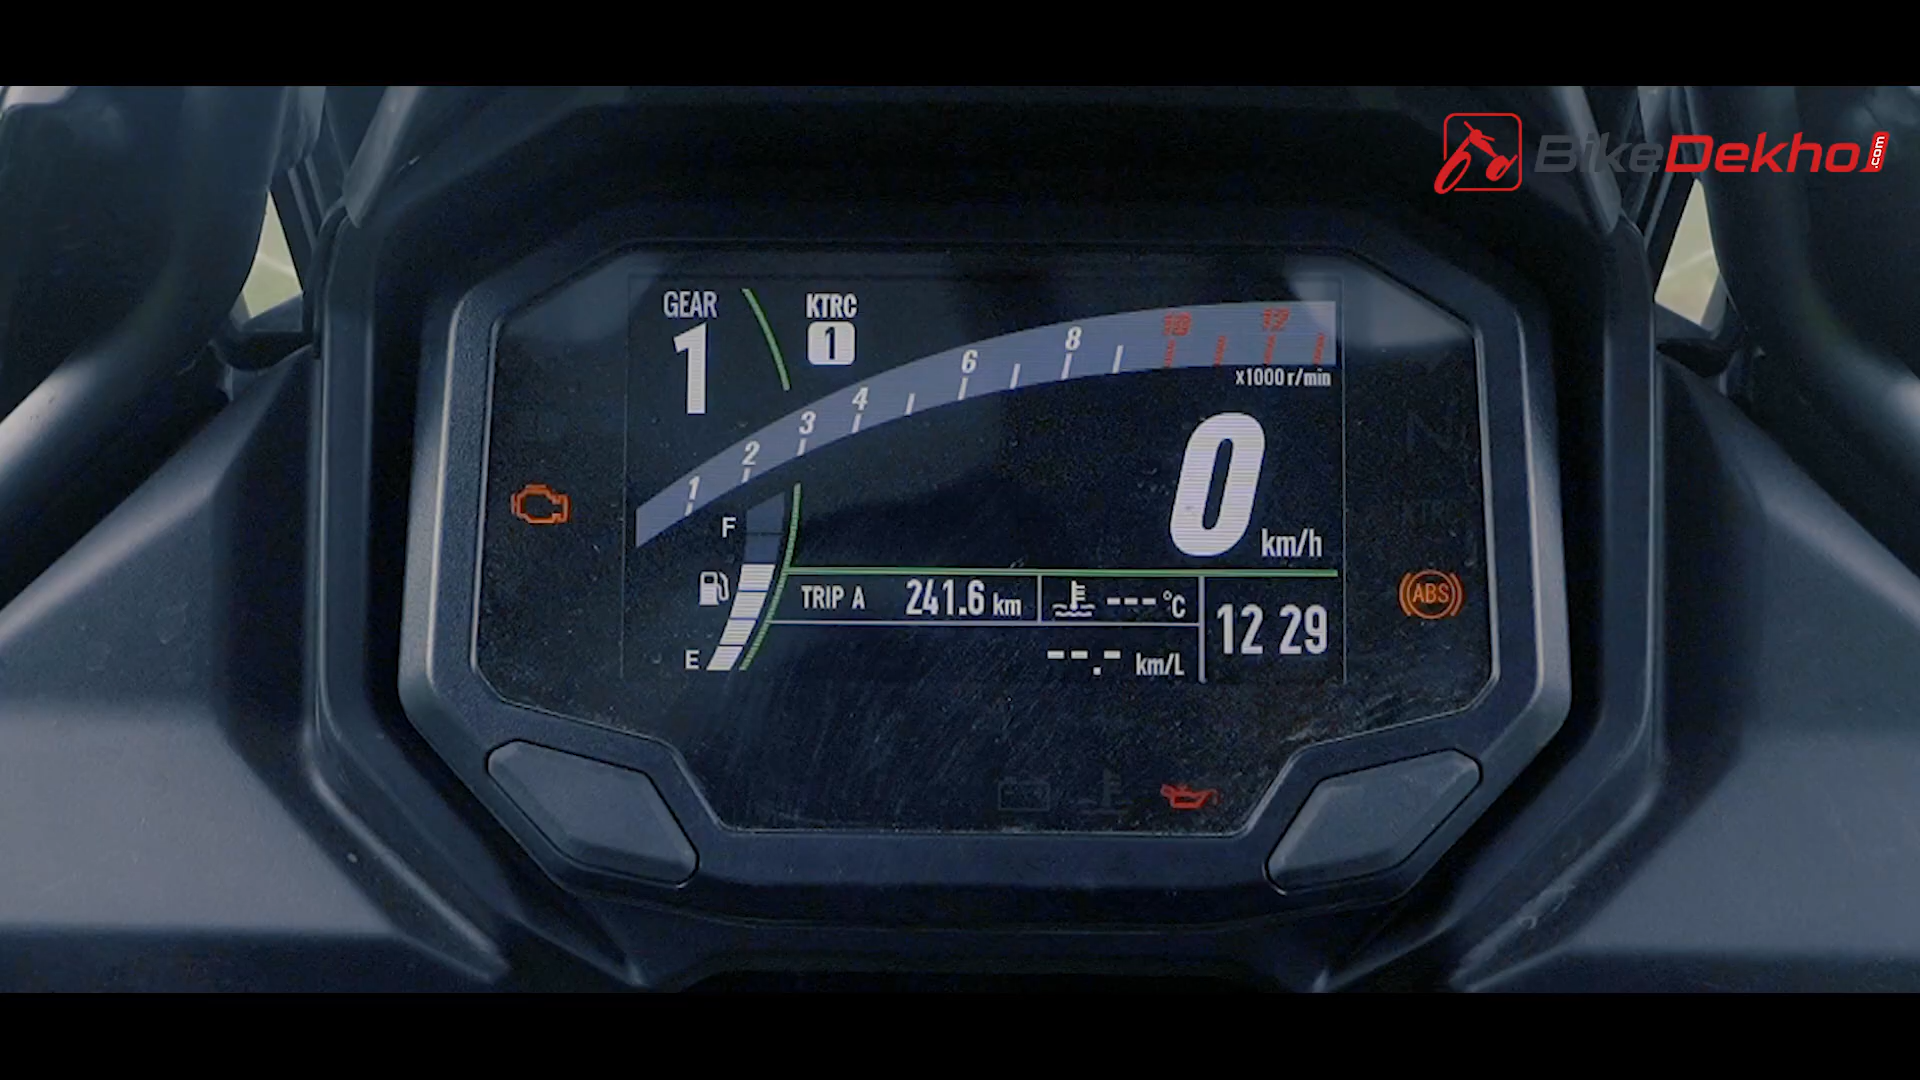 BikeDekho.com
GEAR
1
KTRC
1
1 2 3 4 6 8 10 12
x1000 r/min
0 km/h
F
E
TRIP A 241.6 km
---°C
12 29
--.- km/L
ABS
N